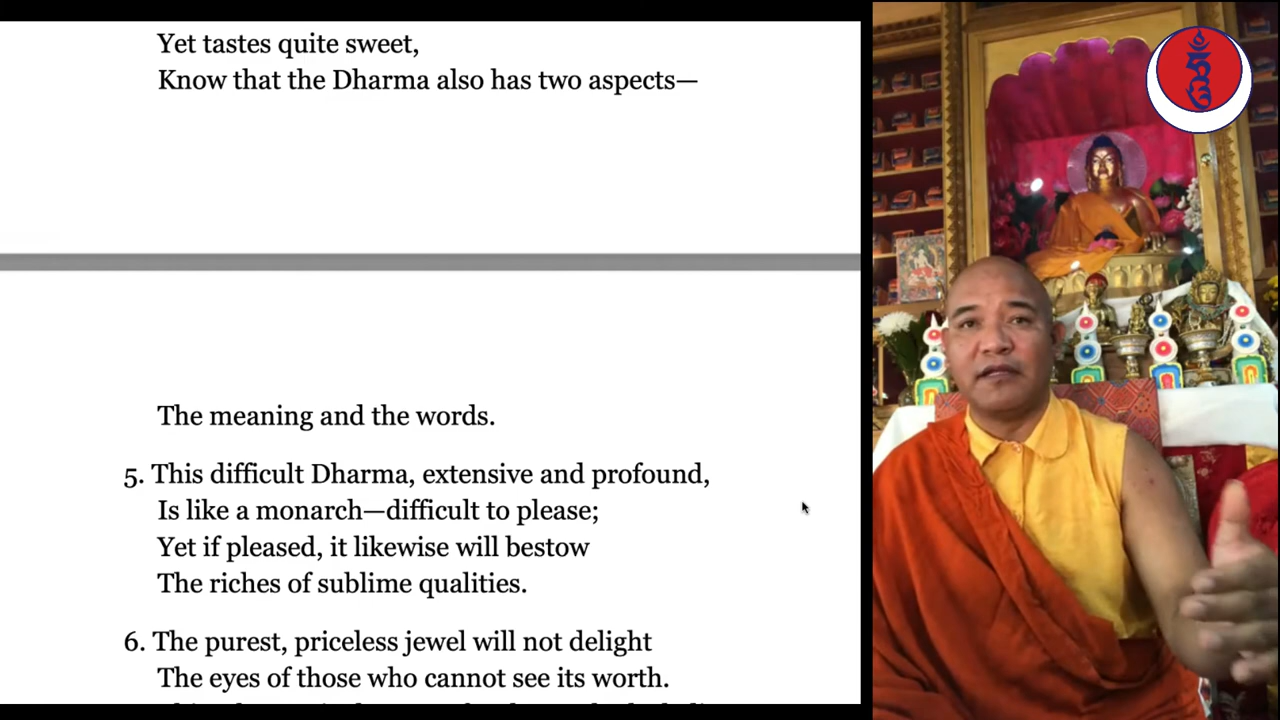 Yet tastes quite sweet,
Know that the Dharma also has two aspects—
The meaning and the words.
5. This difficult Dharma, extensive and profound,
Is like a monarch—difficult to please;
Yet if pleased, it likewise will bestow
The riches of sublime qualities.
6. The purest, priceless jewel will not delight
The eyes of those who cannot see its worth.